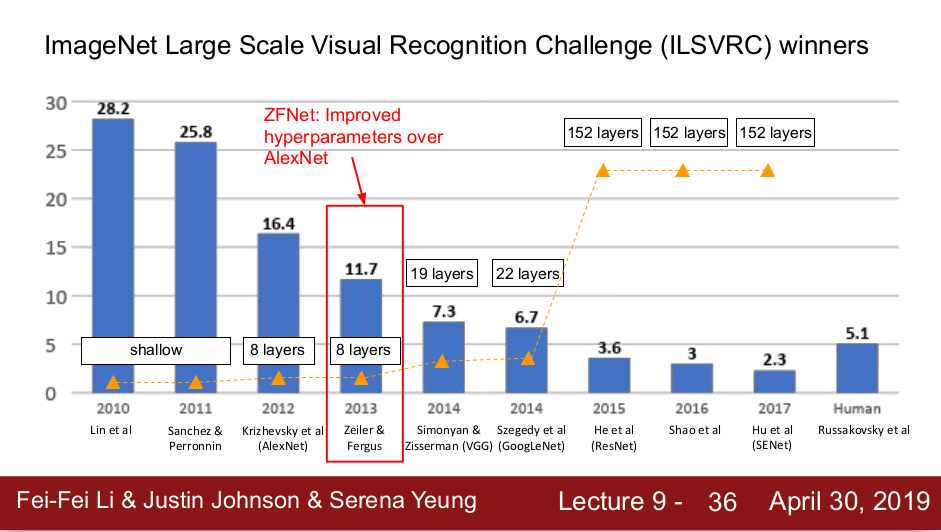 ImageNet Large Scale Visual Recognition Challenge (ILSVRC) winners
ZFNet: Improved
hyperparameters over
AlexNet
30
25
20
15
10
5
0
28.2
25.8
16.4
11.7
7.3
6.7
3.6
3
2.3
5.1
shallow
8 layers
8 layers
19 layers
22 layers
152 layers
152 layers
152 layers
2010
2011
2012
2013
2014
2014
2015
2016
2017
Human
Lin et al
Sanchez &
Perronnin
Krizhevsky et al
(AlexNet)
Zeiler &
Fergus
Simonyan &
Zisserman (VGG)
Szegedy et al
(GoogLeNet)
He et al
(ResNet)
Shao et al
Hu et al
(SENet)
Russakovsky et al
Fei-Fei Li & Justin Johnson & Serena Yeung
Lecture 9 - 36
April 30, 2019